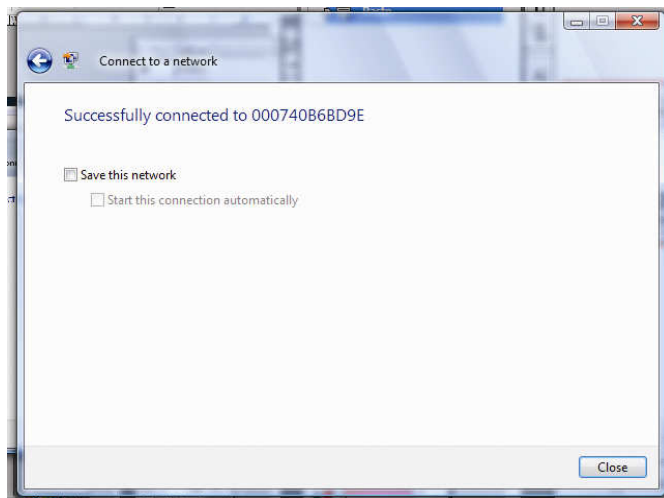 Connect to a network
Successfully connected to 000740B6BD9E
Save this network
Start this connection automatically
Close